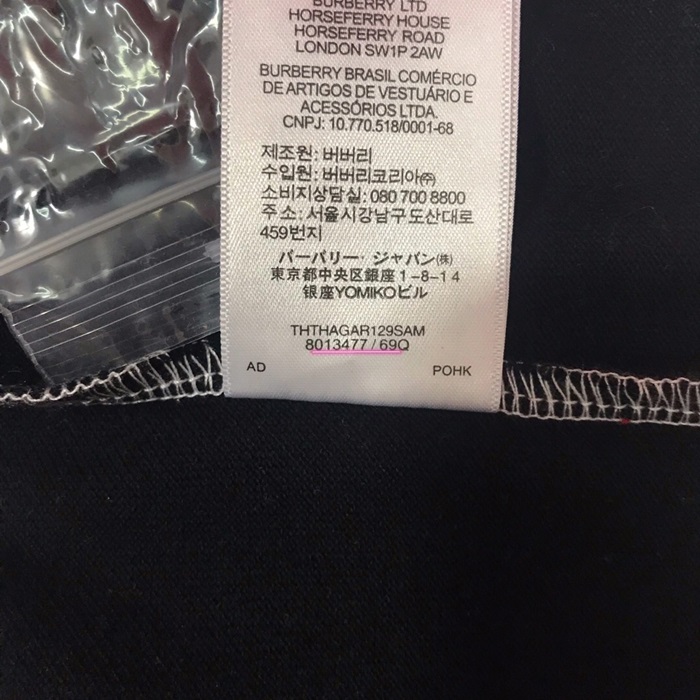 BURBERRY LTD
HORSEFERRY HOUSE
HORSEFERRY ROAD
LONDON SW1P 2AW
BURBERRY BRASIL COMÉRCIO
DE ARTIGOS DE VESTUÁRIO E
ACESSÓRIOS LTDA.
CNPJ: 10.770.518/0001-68
제조원: 버버리
수입원: 버버리코리아㈜
소비지상담실: 080 700 8800
주소: 서울시강남구도산대로
459번지
バーバリー・ジャパン㈱
東京都中央区銀座1-8-14
银座YOMIKOビル
THTHAGAR129SAM
8013477 / 69Q
AD
POHK